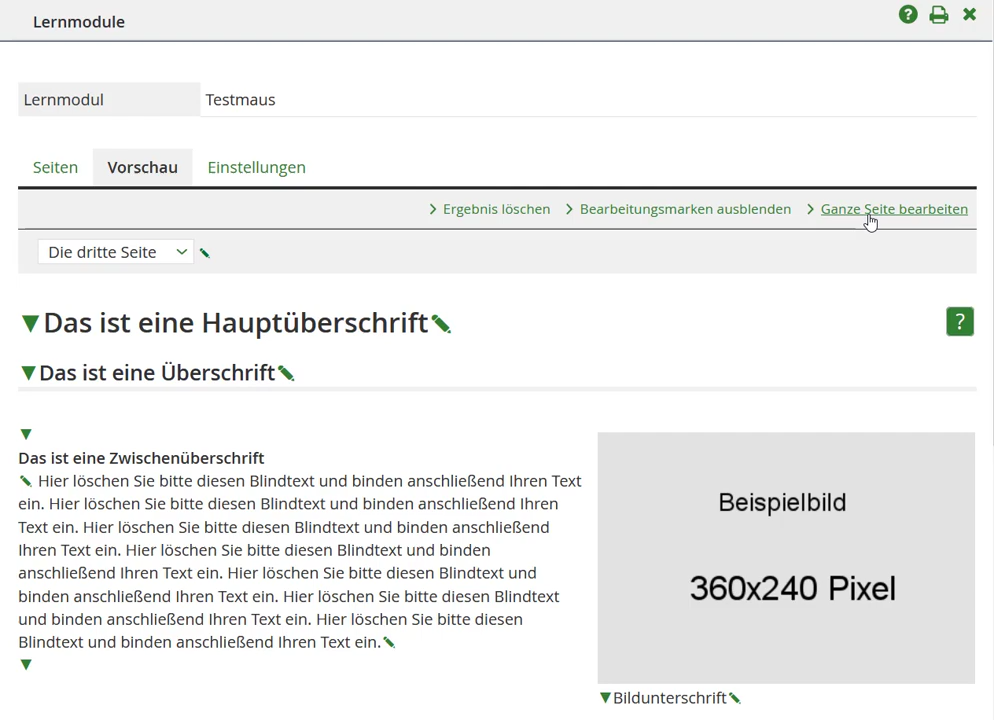 Lernmodule
?
Lernmodul Testmaus
Seiten Vorschau Einstellungen
Ergebnis löschen Bearbeitungsmarken ausblenden Ganze Seite bearbeiten
Die dritte Seite
Das ist eine Hauptüberschrift
?
Das ist eine Überschrift
Das ist eine Zwischenüberschrift
Hier löschen Sie bitte diesen Blindtext und binden anschließend Ihren Text
ein. Hier löschen Sie bitte diesen Blindtext und binden anschließend Ihren
Text ein. Hier löschen Sie bitte diesen Blindtext und binden anschließend
Ihren Text ein. Hier löschen Sie bitte diesen Blindtext und binden
anschließend Ihren Text ein. Hier löschen Sie bitte diesen Blindtext und
binden anschließend Ihren Text ein. Hier löschen Sie bitte diesen Blindtext
und binden anschließend Ihren Text ein. Hier löschen Sie bitte diesen
Blindtext und binden anschließend Ihren Text ein.
Beispielbild
360x240 Pixel
Bildunterschrift